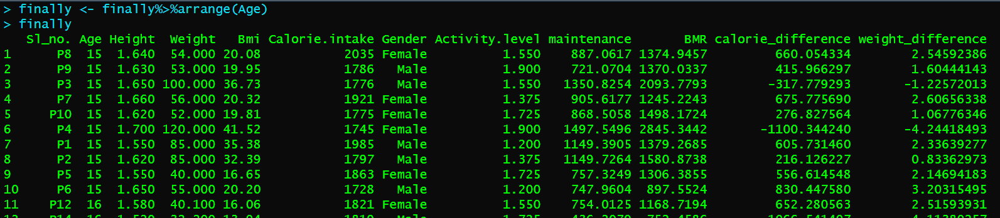 > finally <- finally%>%arrange(Age)
> finally
Sl_no. Age Height Weight Bmi Calorie.intake Gender Activity.level maintenance BMR calorie_difference weight_difference
1 P8 15 1.640 54.000 20.08 2035 Female 1.550 887.0617 1374.9457 660.054334 2.54592386
2 P9 15 1.630 53.000 19.95 1786 Male 1.900 721.0704 1370.0337 415.966297 1.60444143
3 P3 15 1.650 100.000 36.73 1776 Male 1.550 1350.8254 2093.7793 -317.779293 -1.22572013
4 P7 15 1.660 56.000 20.32 1921 Female 1.375 905.6177 1245.2243 675.775690 2.60656338
5 P10 15 1.620 52.000 19.81 1775 Female 1.725 868.5058 1498.1724 276.827564 1.06776346
6 P4 15 1.700 120.000 41.52 1745 Female 1.900 1497.5496 2845.3442 -1100.344240 -4.24418493
7 P1 15 1.550 85.000 35.38 1985 Male 1.200 1149.3905 1379.2685 605.731460 2.33639277
8 P2 15 1.620 85.000 32.39 1797 Male 1.375 1149.7264 1580.8738 216.126227 0.83362973
9 P5 15 1.550 40.000 16.65 1863 Female 1.725 757.3249 1306.3855 556.614548 2.14694183
10 P6 15 1.650 55.000 20.20 1728 Male 1.200 747.9604 897.5524 830.447580 3.20315495
11 P12 16 1.580 40.100 16.06 1821 Female 1.550 754.0125 1168.7194 652.280563 2.51593931